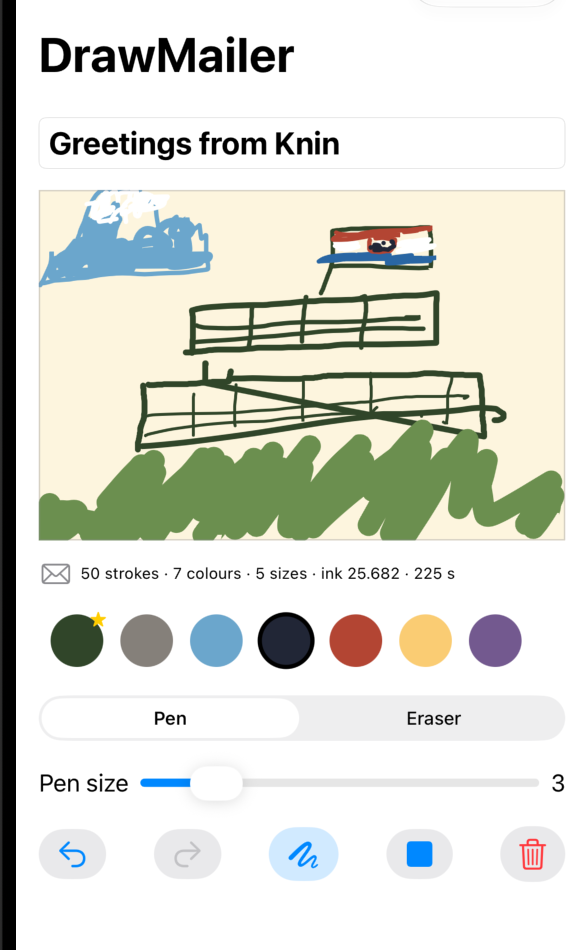 DrawMailer
Greetings from Knin
50 strokes · 7 colours · 5 sizes · ink 25.682 · 225 s
Pen
Eraser
Pen size
3